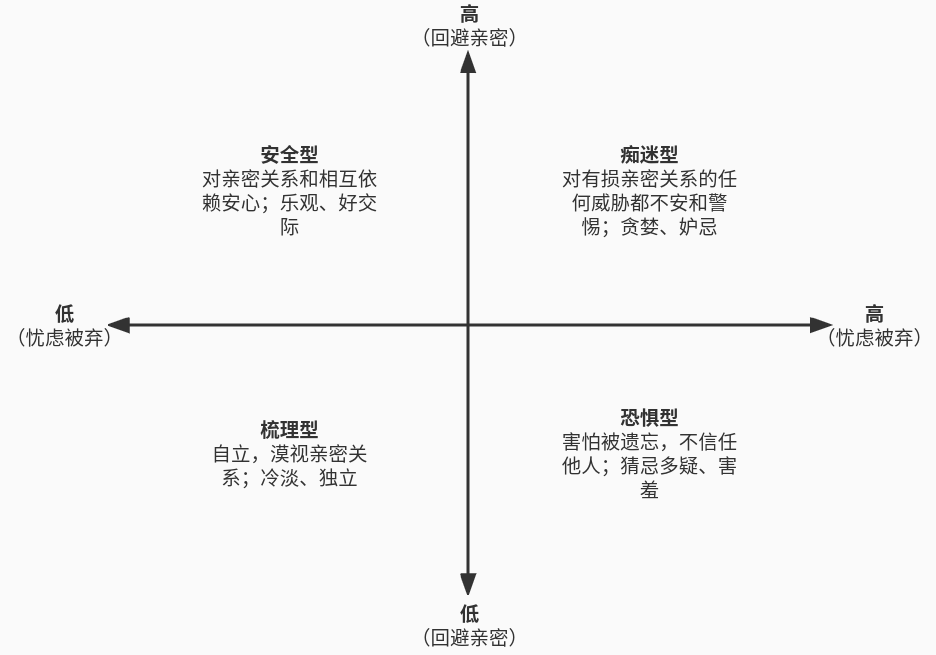 高
（回避亲密）
安全型
对亲密关系和相互依
赖安心；乐观、好交
际
痴迷型
对有损亲密关系的任
何威胁都不安和警
惕；贪婪、妒忌
低
（忧虑被弃）
高
（忧虑被弃）
梳理型
自立，漠视亲密关
系；冷淡、独立
恐惧型
害怕被遗忘，不信任
他人；猜忌多疑、害
羞
低
（回避亲密）